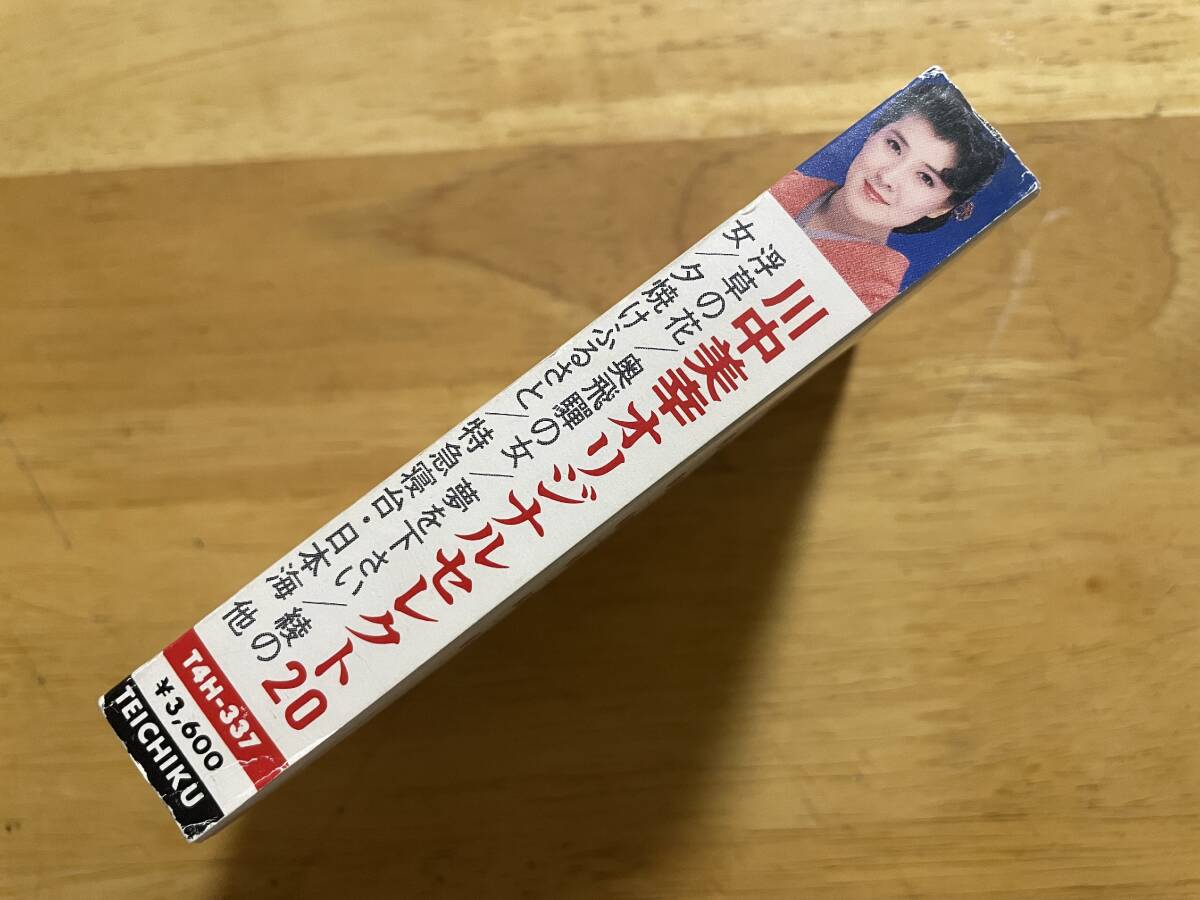 川中美幸オリジナルセレクト20
浮草の花/奥飛驒の女/夢を下さい/綾の
女/夕焼けふるさと/特急寝台・日本海 他
T4H-337
¥3,600
TEICHIKU